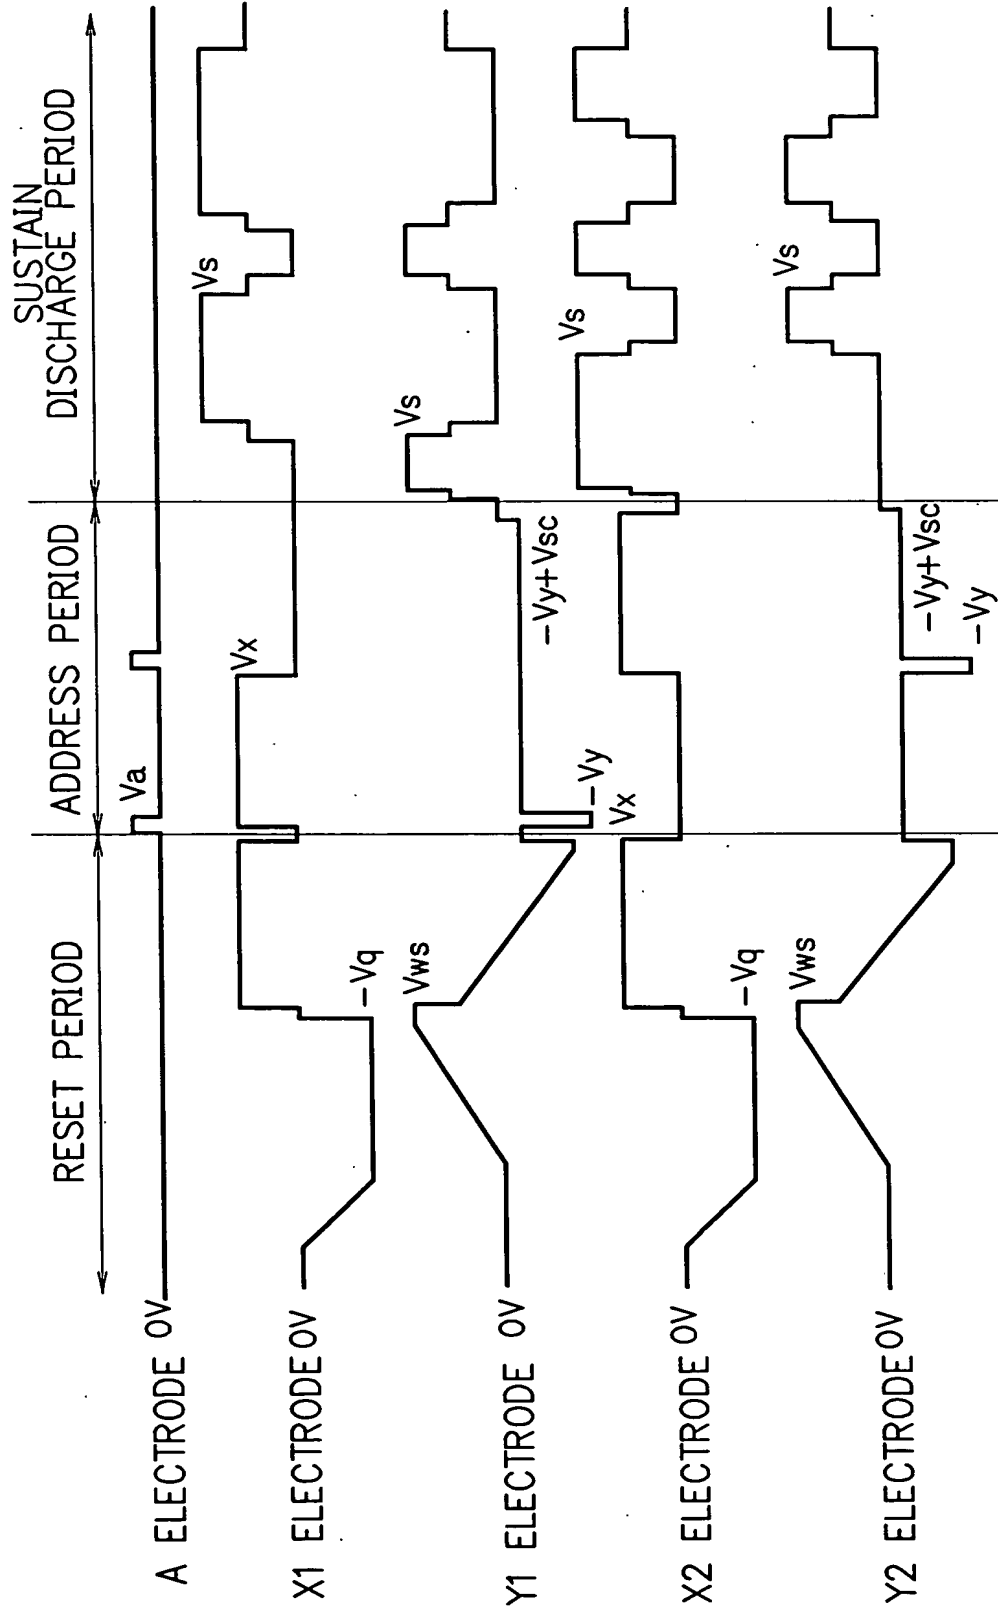 RESET PERIOD
ADDRESS PERIOD
SUSTAIN
DISCHARGE PERIOD
A ELECTRODE 0V
Va
X1 ELECTRODE 0V
-Vq
Vx
Vs
Y1 ELECTRODE 0V
Vws
-Vy
-Vy+Vsc
Vs
X2 ELECTRODE 0V
-Vq
Vx
Vs
Y2 ELECTRODE 0V
Vws
-Vy
-Vy+Vsc
Vs